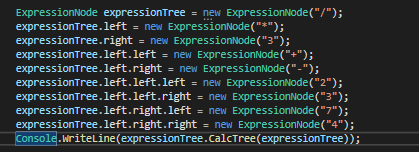 ExpressionNode expressionTree = new ExpressionNode("/");
expressionTree.left = new ExpressionNode("*");
expressionTree.right = new ExpressionNode("3");
expressionTree.left.left = new ExpressionNode("+");
expressionTree.left.right = new ExpressionNode("-");
expressionTree.left.left.left = new ExpressionNode("2");
expressionTree.left.left.right = new ExpressionNode("3");
expressionTree.left.right.left = new ExpressionNode("7");
expressionTree.left.right.right = new ExpressionNode("4");
Console.WriteLine(expressionTree.CalcTree(expressionTree));